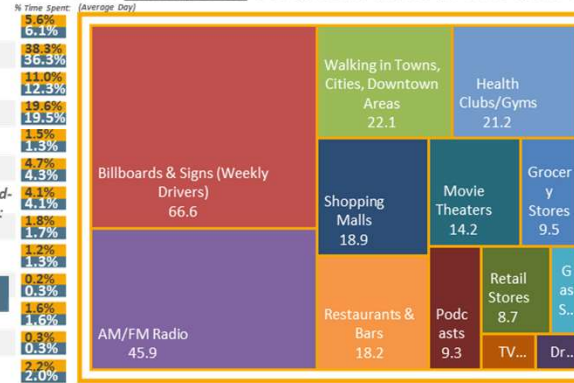 % Time Spent: (Average Day)
5.6%
6.1%
38.3%
36.3%
11.0%
12.3%
19.6%
19.5%
1.5%
1.3%
4.7%
4.3%
d-
4.1%
4.1%
:
1.8%
1.7%
1.2%
1.3%
0.2%
0.3%
1.6%
1.6%
0.3%
0.3%
2.2%
2.0%
Billboards & Signs (Weekly
Drivers)
66.6
AM/FM Radio
45.9
Walking in Towns,
Cities, Downtown
Areas
22.1
Health
Clubs/Gyms
21.2
Shopping
Malls
18.9
Movie
Theaters
14.2
Grocer
y
Stores
9.5
Restaurants &
Bars
18.2
Podc
asts
9.3
Retail
Stores
8.7
G
as
S...
TV...
Dr...